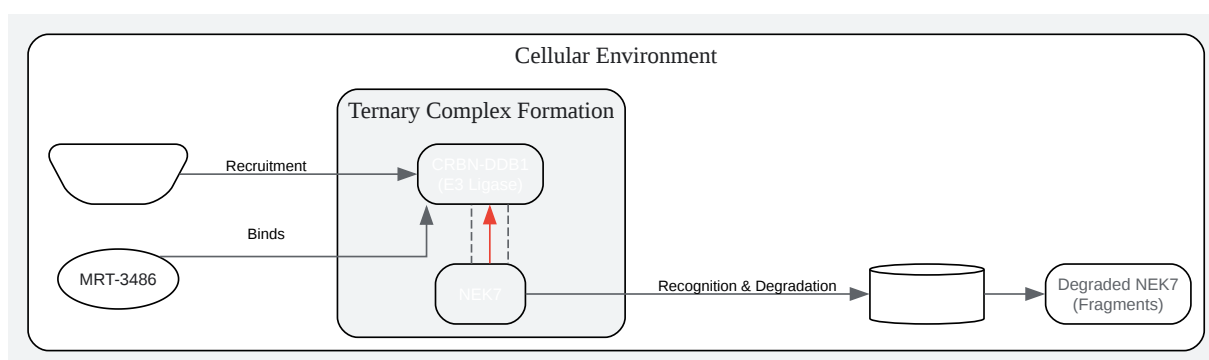 Cellular Environment
Ternary Complex Formation
Recruitment
CRBN-DDB1
(E3 Ligase)
Binds
MRT-3486
NEK7
Recognition & Degradation
Degraded NEK7
(Fragments)